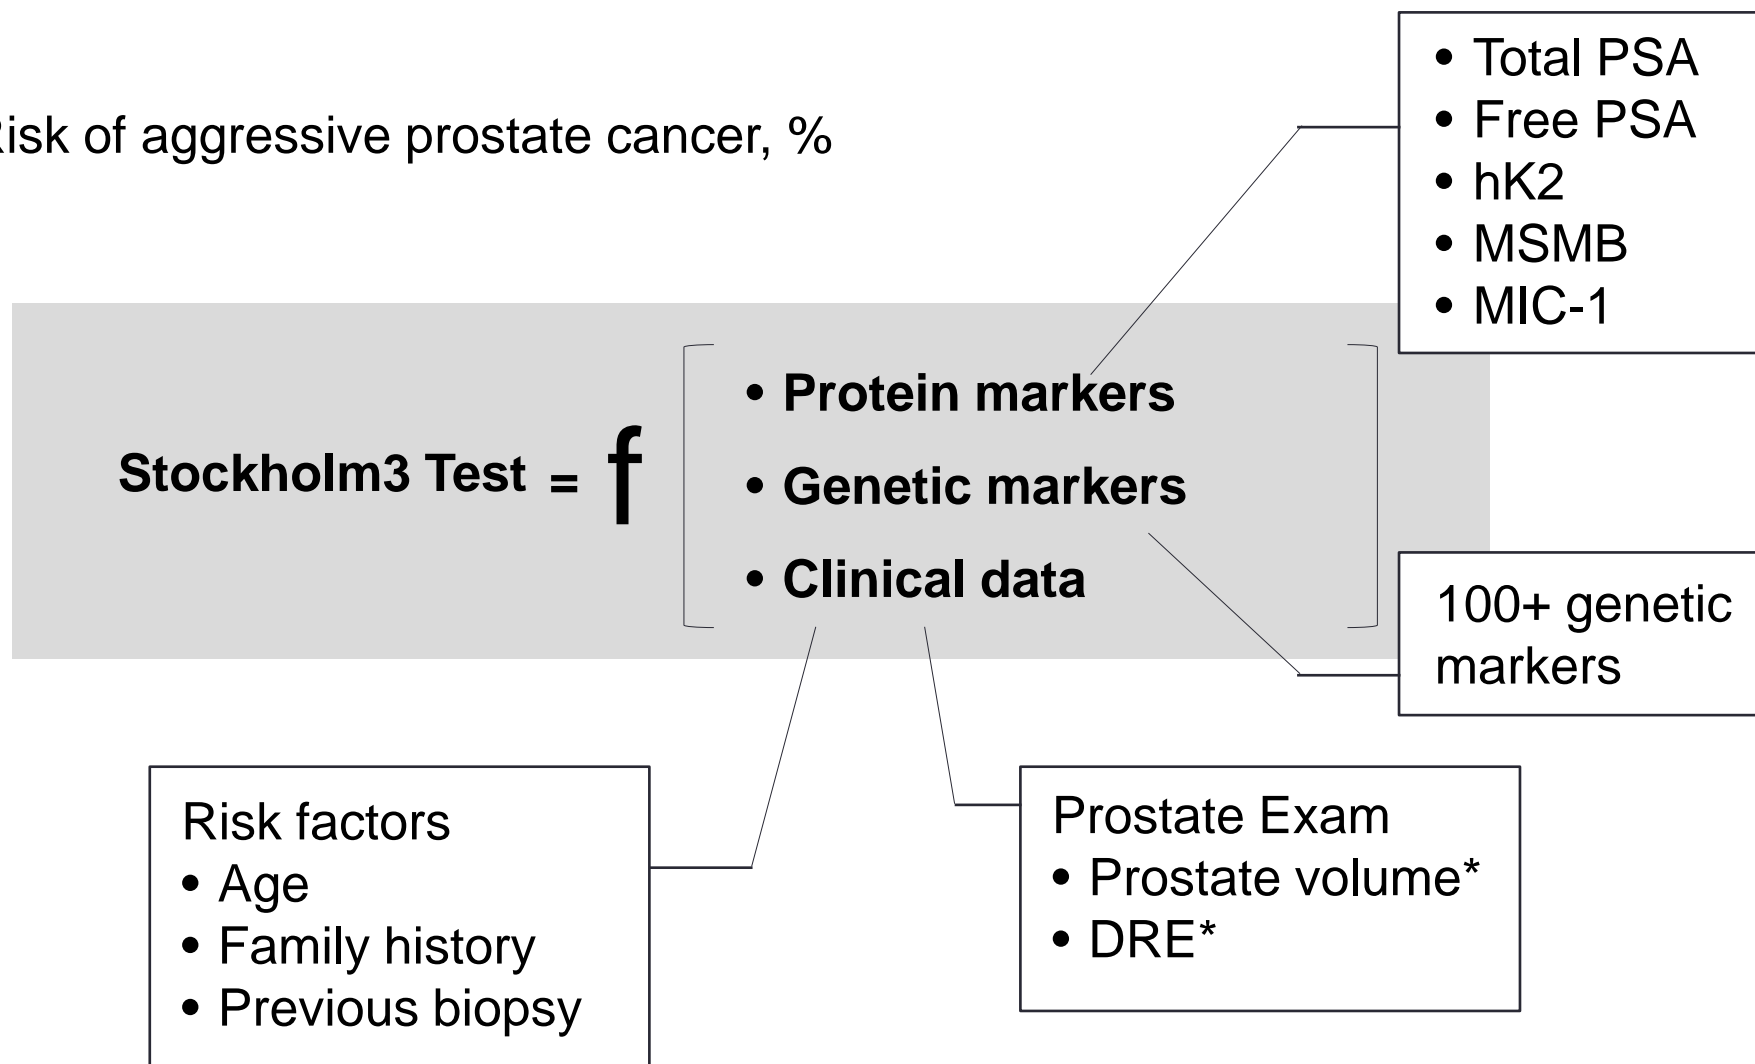 Risk of aggressive prostate cancer, %
• Total PSA
• Free PSA
• hK2
• MSMB
• MIC-1
Stockholm3 Test = f
• Protein markers
• Genetic markers
• Clinical data
100+ genetic
markers
Risk factors
• Age
• Family history
• Previous biopsy
Prostate Exam
• Prostate volume*
• DRE*